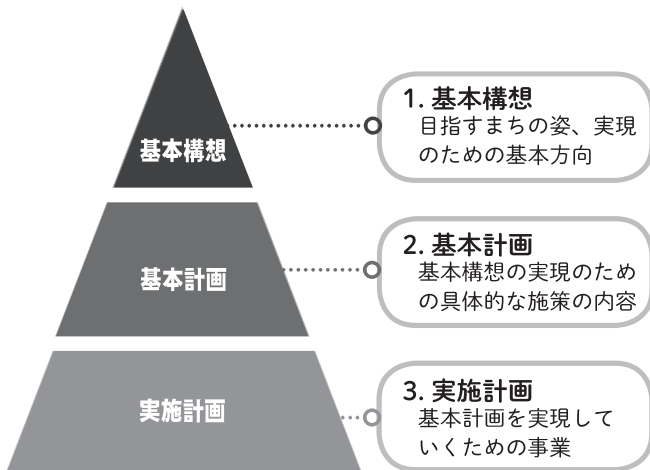 基本構想
1. 基本構想
目指すまちの姿、実現
のための基本方向
基本計画
2. 基本計画
基本構想の実現のため
の具体的な施策の内容
実施計画
3. 実施計画
基本計画を実現して
いくための事業